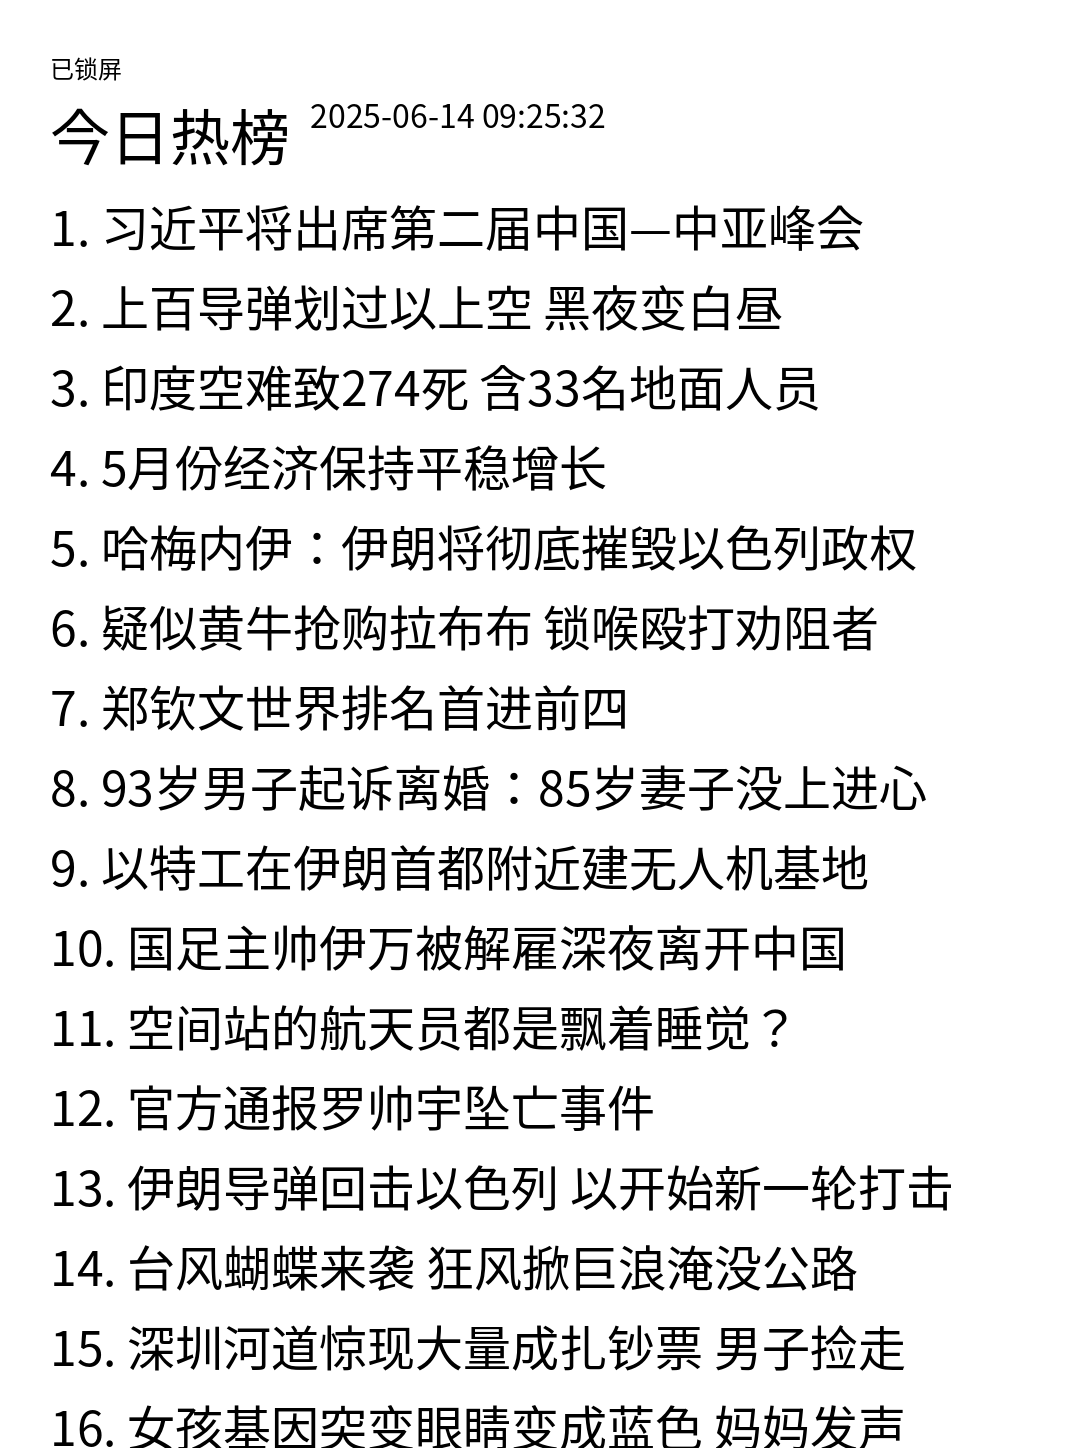 已锁屏
今日热榜 2025-06-14 09:25:32
1. 习近平将出席第二届中国—中亚峰会
2. 上百导弹划过以上空 黑夜变白昼
3. 印度空难致274死 含33名地面人员
4. 5月份经济保持平稳增长
5. 哈梅内伊：伊朗将彻底摧毁以色列政权
6. 疑似黄牛抢购拉布布 锁喉殴打劝阻者
7. 郑钦文世界排名首进前四
8. 93岁男子起诉离婚：85岁妻子没上进心
9. 以特工在伊朗首都附近建无人机基地
10. 国足主帅伊万被解雇深夜离开中国
11. 空间站的航天员都是飘着睡觉？
12. 官方通报罗帅宇坠亡事件
13. 伊朗导弹回击以色列 以开始新一轮打击
14. 台风蝴蝶来袭 狂风掀巨浪淹没公路
15. 深圳河道惊现大量成扎钞票 男子捡走
16. 女孩基因突变眼睛变成蓝色 妈妈发声